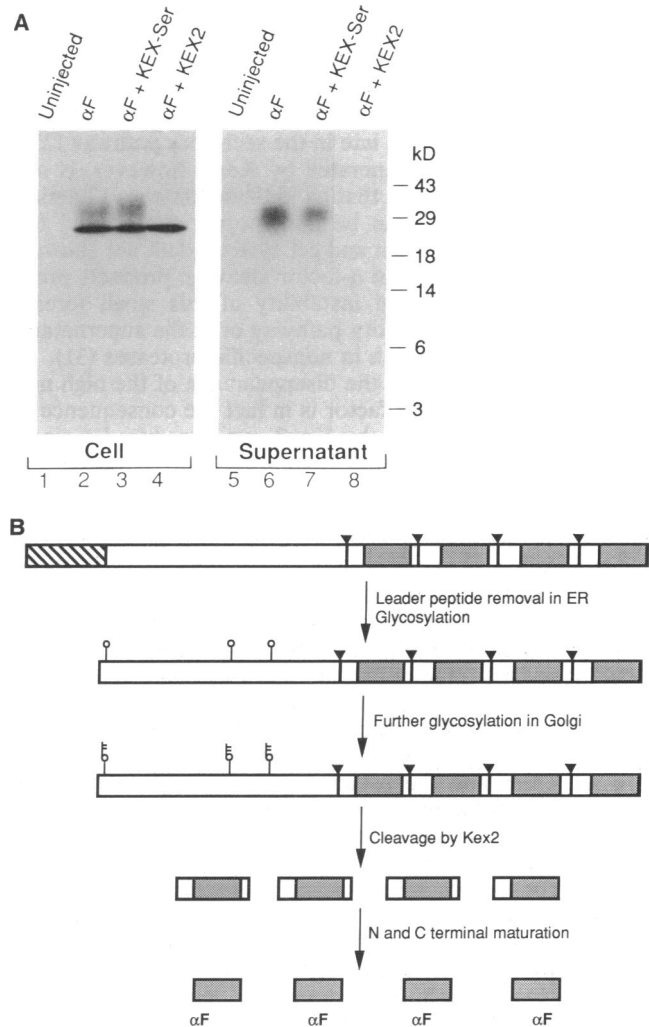 A
Uninjected
αF
αF + KEX-Ser
αF + KEX2
Uninjected
αF
αF + KEX-Ser
αF + KEX2
kD
43
29
18
14
6
3
Cell
Supernatant
1 2 3 4
5 6 7 8
B
Leader peptide removal in ER
Glycosylation
Further glycosylation in Golgi
Cleavage by Kex2
N and C terminal maturation
αF αF αF αF